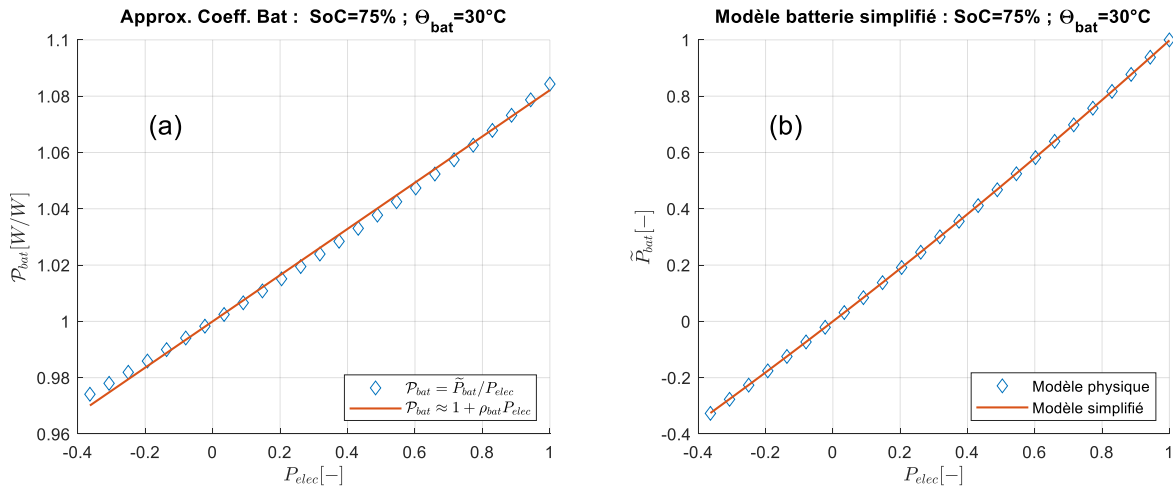 Approx. Coeff. Bat : SoC=75% ; Θbat=30ºC
1.1
1.08
1.06
1.04
1.02
1
0.98
0.96
𝒫bat[W/W]
(a)
𝒫bat = P̃bat/Pelec
𝒫bat ≈ 1 + ρbatPelec
-0.4
-0.2
0
0.2
0.4
0.6
0.8
1
Pelec[−]
Modèle batterie simplifié : SoC=75% ; Θbat=30ºC
1
0.8
0.6
0.4
0.2
0
-0.2
-0.4
P̃bat[−]
(b)
Modèle physique
Modèle simplifié
-0.4
-0.2
0
0.2
0.4
0.6
0.8
1
Pelec[−]